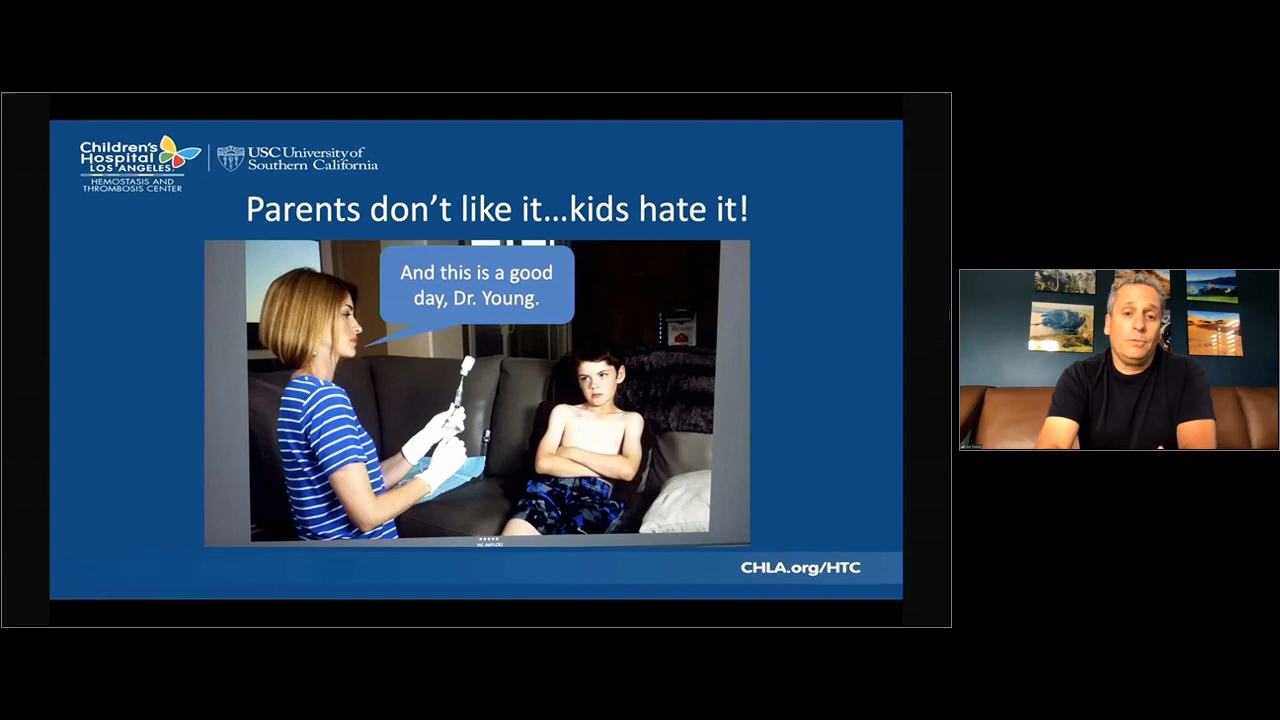 Children's
Hospital
LOS ANGELES
HEMOSTASIS AND
THROMBOSIS CENTER
USC University of
Southern California
Parents don't like it...kids hate it!
And this is a good
day, Dr. Young.
CHLA.org/HTC